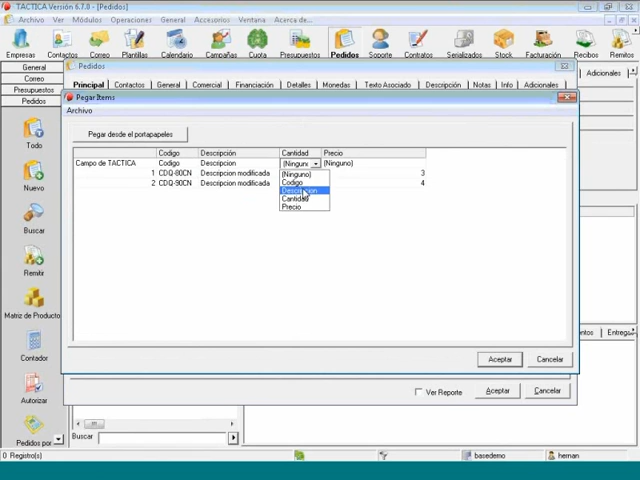 TACTICA Versión 6.7.0 - [Pedidos]
Archivo Ver Módulos Operaciones General Accesorios Ventana Acerca de...
Empresas Contactos Correo Plantillas Calendario Campañas Cuota Presupuestos Pedidos Soporte Contratos Serializados Stock Facturación Recibos Remitos
General
Correo
Presupuestos
Pedidos
Todo
Nuevo
Buscar
Remitir
Matriz de Producto
Contador
Autorizar
Pedidos por
Pedidos
Principal Contactos General Comercial Financiación Detalles Monedas Texto Asociado Descripción Notas Info Adicionales
Adicionales
Pegar Items
Archivo
Pegar desde el portapapeles
Codigo Descripción Cantidad Precio
Campo de TACTICA Codigo Descripcion (Ninguno (Ninguno)
1 CDQ-80CN Descripcion modificada 3
2 CDQ-90CN Descripcion modificada 4
(Ninguno)
Codigo
Descripcion
Cantidad
Precio
Aceptar Cancelar
Entrega
Ver Reporte Aceptar Cancelar
Buscar
0 Registro(s) basedemo hernan